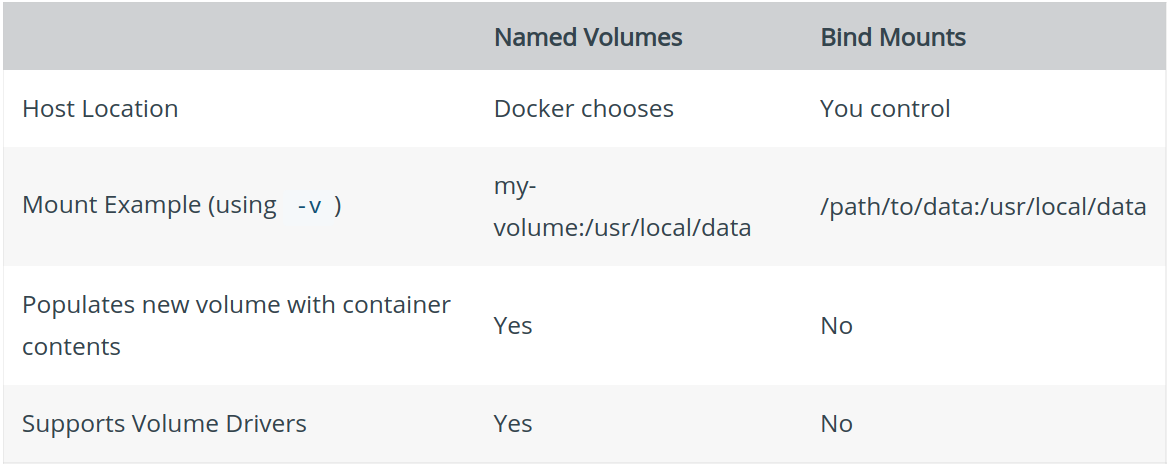 Named Volumes Bind Mounts
Host Location Docker chooses You control
Mount Example (using -v ) my-
volume:/usr/local/data /path/to/data:/usr/local/data
Populates new volume with container
contents Yes No
Supports Volume Drivers Yes No